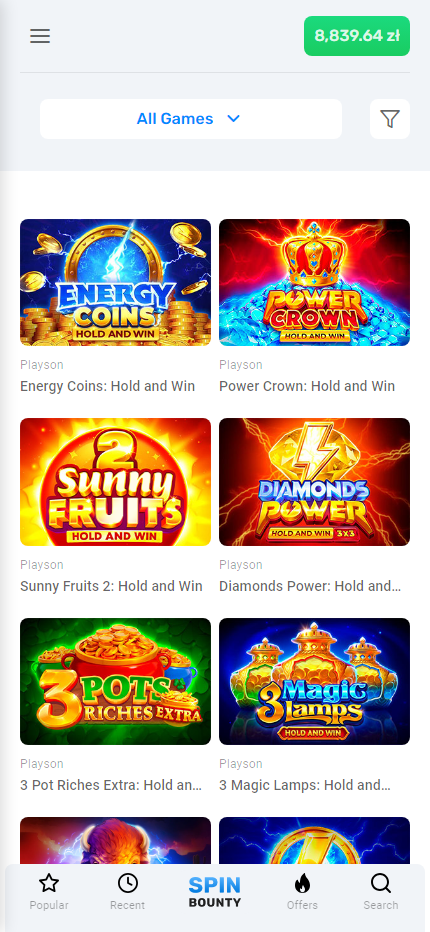 8,839.64 zł
All Games
ENERGY
COINS
HOLD AND WIN
POWER
CROWN
HOLD AND WIN
Playson
Energy Coins: Hold and Win
Playson
Power Crown: Hold and Win
2
Sunny
FRUITS
HOLD AND WIN
DIAMONDS
POWER
HOLD AND WIN 3X3
Playson
Sunny Fruits 2: Hold and Win
Playson
Diamonds Power: Hold and...
3 POTS
RICHES EXTRA
3 Magic
Lamps
HOLD AND WIN
Playson
3 Pot Riches Extra: Hold an...
Playson
3 Magic Lamps: Hold and...
Popular
Recent
SPIN
BOUNTY
Offers
Search